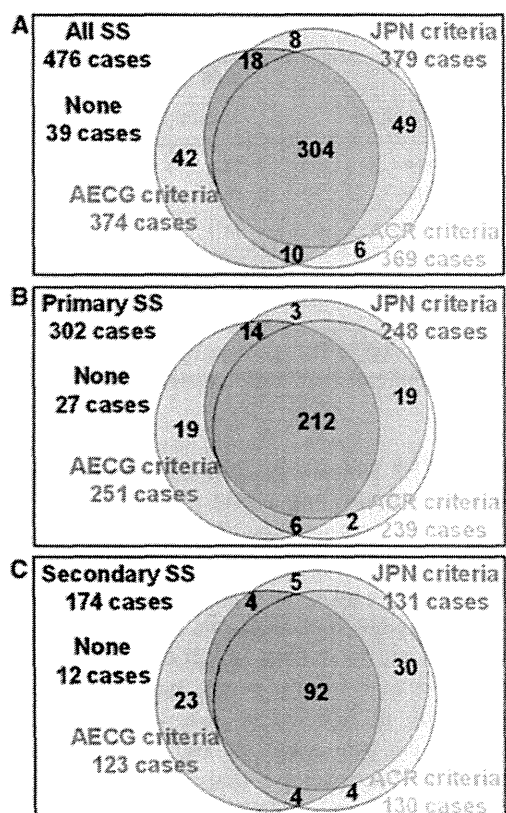 A
All SS
476 cases
8
JPN criteria
379 cases
18
None
39 cases
49
42
304
AECG criteria
374 cases
10
6
ACR criteria
369 cases
B
Primary SS
302 cases
3
JPN criteria
248 cases
14
None
27 cases
19
19
212
AECG criteria
251 cases
6
2
ACR criteria
239 cases
C
Secondary SS
174 cases
5
JPN criteria
131 cases
4
None
12 cases
30
23
92
AECG criteria
123 cases
4
4
ACR criteria
130 cases